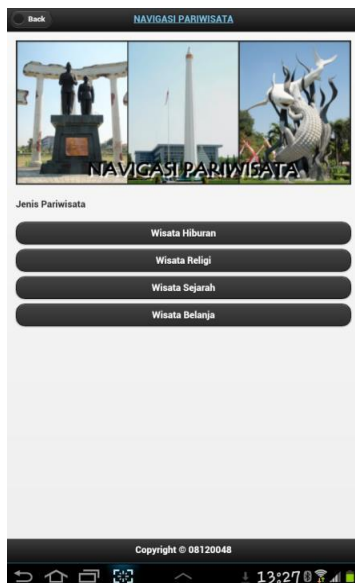 Back
NAVIGASI PARIWISATA
NAVIGASI PARIWISATA
Jenis Pariwisata
Wisata Hiburan
Wisata Religi
Wisata Sejarah
Wisata Belanja
Copyright © 08120048
13:27